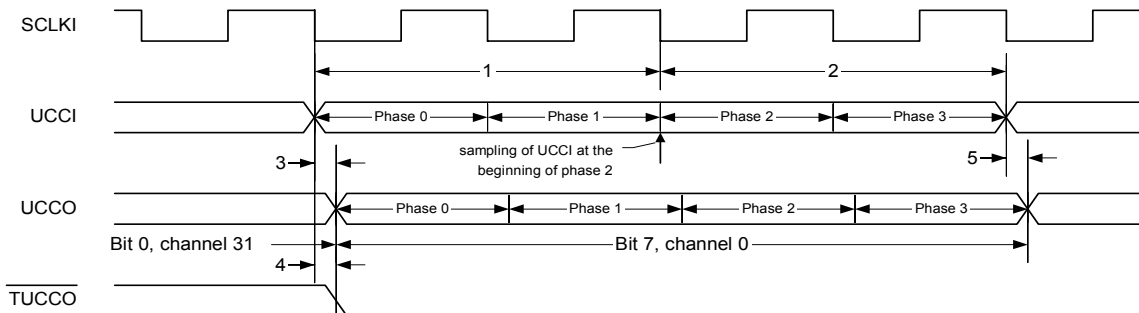 SCLKI
1
2
UCCI
Phase 0
Phase 1
Phase 2
Phase 3
sampling of UCCI at the
beginning of phase 2
3
5
UCCO
Phase 0
Phase 1
Phase 2
Phase 3
Bit 0, channel 31
Bit 7, channel 0
4
TUCCO